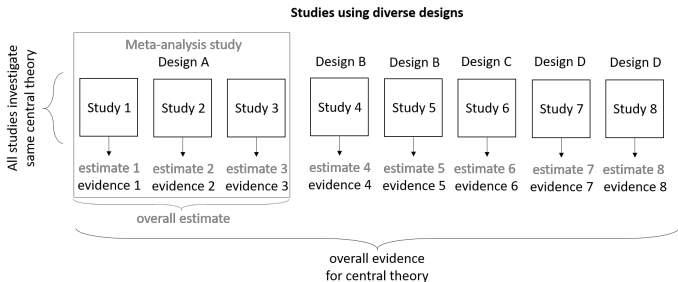 Studies using diverse designs
All studies investigate
same central theory
Meta-analysis study
Design A
Design B
Design B
Design C
Design D
Design D
Study 1
Study 2
Study 3
Study 4
Study 5
Study 6
Study 7
Study 8
estimate 1
evidence 1
estimate 2
evidence 2
estimate 3
evidence 3
estimate 4
evidence 4
estimate 5
evidence 5
estimate 6
evidence 6
estimate 7
evidence 7
estimate 8
evidence 8
overall estimate
overall evidence
for central theory